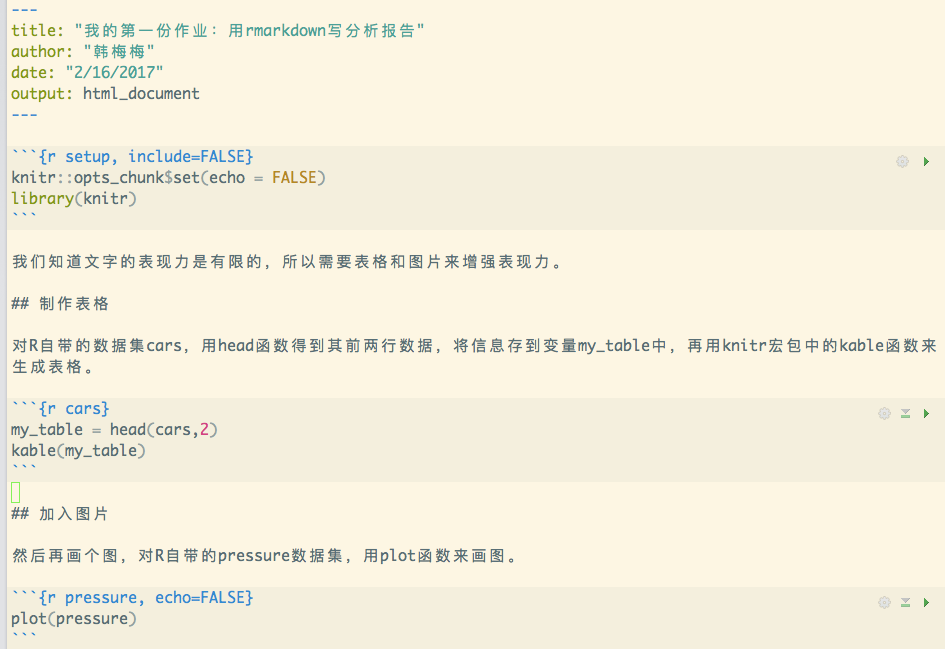 ---
title: "我的第一份作业：用rmarkdown写分析报告"
author: "韩梅梅"
date: "2/16/2017"
output: html_document
---
```{r setup, include=FALSE}
knitr::opts_chunk$set(echo = FALSE)
library(knitr)
```
我们知道文字的表现力是有限的，所以需要表格和图片来增强表现力。
## 制作表格
对R自带的数据集cars，用head函数得到其前两行数据，将信息存到变量my_table中，再用knitr宏包中的kable函数来
生成表格。
```{r cars}
my_table = head(cars,2)
kable(my_table)
```
## 加入图片
然后再画个图，对R自带的pressure数据集，用plot函数来画图。
```{r pressure, echo=FALSE}
plot(pressure)
```